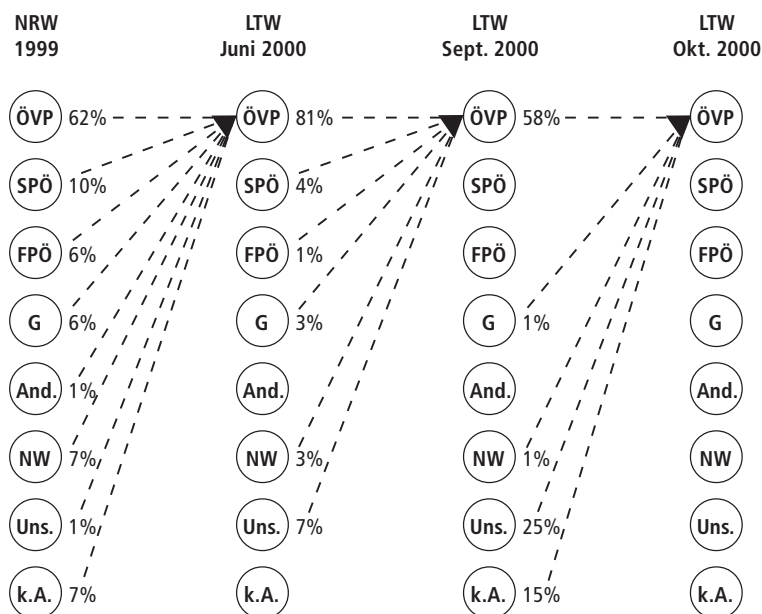 NRW LTW LTW LTW
1999 Juni 2000 Sept. 2000 Okt. 2000
ÖVP 62% ÖVP 81% ÖVP 58% ÖVP
SPÖ 10% SPÖ 4% SPÖ SPÖ
FPÖ 6% FPÖ 1% FPÖ FPÖ
G 6% G 3% G 1% G
And. 1% And. And. And.
NW 7% NW 3% NW 1% NW
Uns. 1% Uns. 7% Uns. 25% Uns.
k.A. 7% k.A. k.A. 15% k.A.